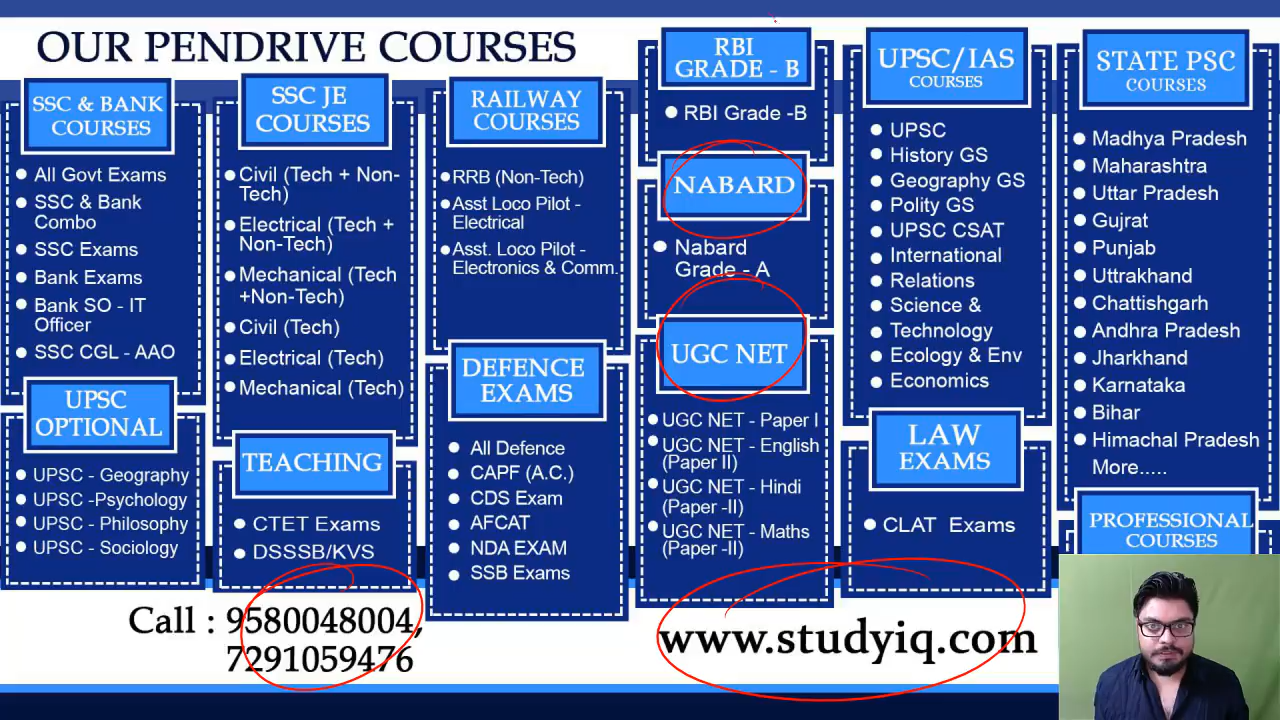 OUR PENDRIVE COURSES
SSC & BANK
COURSES
All Govt Exams
SSC & Bank
Combo
SSC Exams
Bank Exams
Bank SO - IT
Officer
SSC CGL - AAO
UPSC
OPTIONAL
UPSC - Geography
UPSC -Psychology
UPSC - Philosophy
UPSC - Sociology
SSC JE
COURSES
Civil (Tech + Non-
Tech)
Electrical (Tech +
Non-Tech)
Mechanical (Tech
+Non-Tech)
Civil (Tech)
Electrical (Tech)
Mechanical (Tech)
TEACHING
CTET Exams
DSSSB/KVS
RAILWAY
COURSES
RRB (Non-Tech)
Asst Loco Pilot -
Electrical
Asst. Loco Pilot -
Electronics & Comm.
DEFENCE
EXAMS
All Defence
CAPF (A.C.)
CDS Exam
AFCAT
NDA EXAM
SSB Exams
RBI
GRADE - B
RBI Grade -B
NABARD
Nabard
Grade - A
UGC NET
UGC NET - Paper I
UGC NET - English
(Paper II)
UGC NET - Hindi
(Paper -II)
UGC NET - Maths
(Paper -II)
UPSC/IAS
COURSES
UPSC
History GS
Geography GS
Polity GS
UPSC CSAT
International
Relations
Science &
Technology
Ecology & Env
Economics
LAW
EXAMS
CLAT Exams
STATE PSC
COURSES
Madhya Pradesh
Maharashtra
Uttar Pradesh
Gujrat
Punjab
Uttrakhand
Chattishgarh
Andhra Pradesh
Jharkhand
Karnataka
Bihar
Himachal Pradesh
More.....
PROFESSIONAL
COURSES
Call : 9580048004,
7291059476
www.studyiq.com